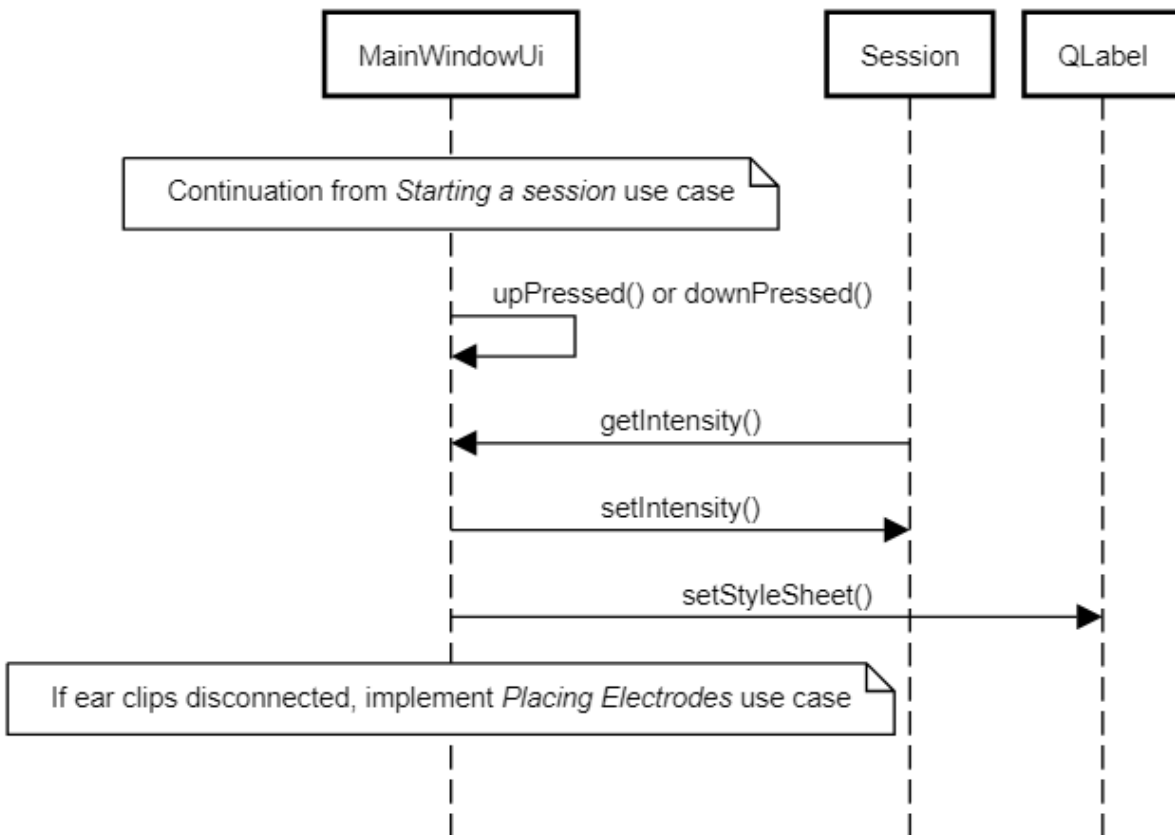 MainWindowUi
Session
QLabel
Continuation from Starting a session use case
upPressed() or downPressed()
getIntensity()
setIntensity()
setStyleSheet()
If ear clips disconnected, implement Placing Electrodes use case